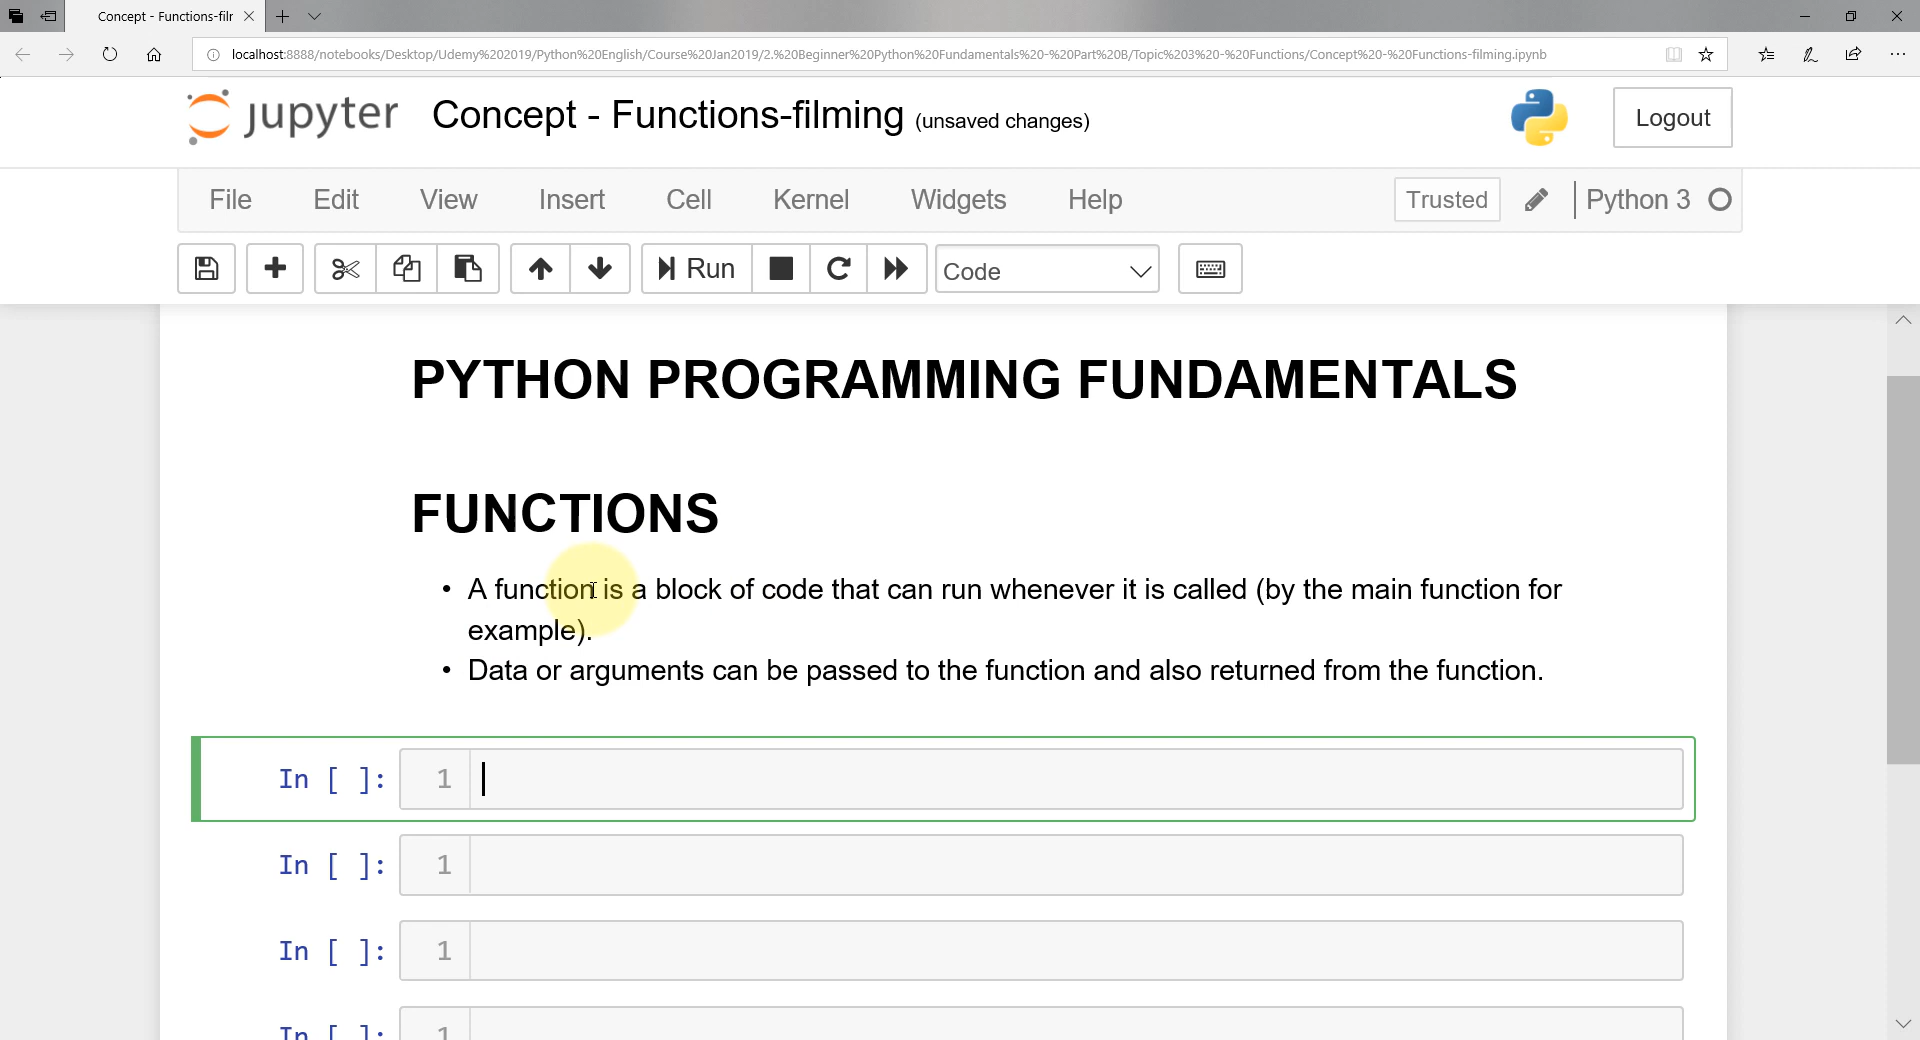 Concept - Functions-filr
localhost:8888/notebooks/Desktop/Udemy%202019/Python%20English/Course%20Jan2019/2.%20Beginner%20Python%20Fundamentals%20-%20Part%20B/Topic%203%20-%20Functions/Concept%20-%20Functions-filming.ipynb
jupyter Concept - Functions-filming (unsaved changes)
Logout
File Edit View Insert Cell Kernel Widgets Help
Trusted
Python 3
Run
Code
PYTHON PROGRAMMING FUNDAMENTALS
FUNCTIONS
• A function is a block of code that can run whenever it is called (by the main function for
example).
• Data or arguments can be passed to the function and also returned from the function.
In [ ]: 1
In [ ]: 1
In [ ]: 1
In [ ]: 1